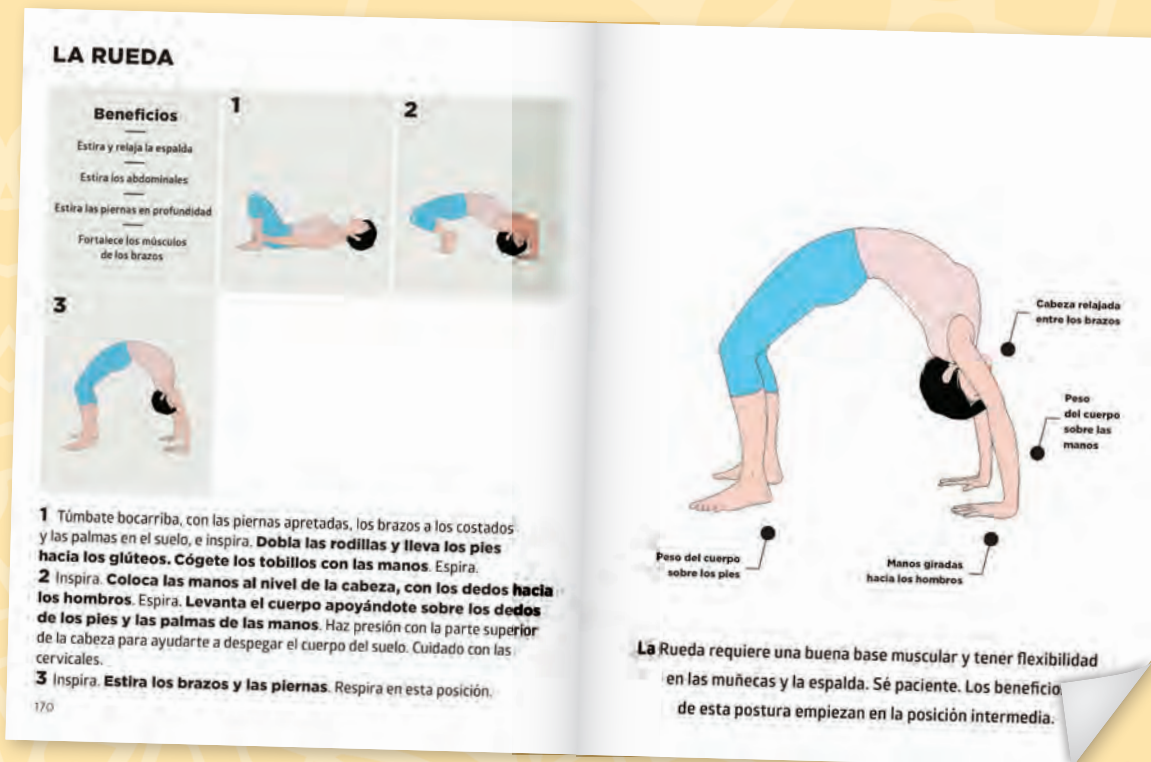 LA RUEDA
Beneficios
Estira y relaja la espalda
Estira los abdominales
Estira las piernas en profundidad
Fortalece los músculos
de los brazos
1
2
3
1 Túmbate bocarriba, con las piernas apretadas, los brazos a los costados
y las palmas en el suelo, e inspira. Dobla las rodillas y lleva los pies
hacia los glúteos. Cógete los tobillos con las manos. Espira.
2 Inspira. Coloca las manos al nivel de la cabeza, con los dedos hacia
los hombros. Espira. Levanta el cuerpo apoyándote sobre los dedos
de los pies y las palmas de las manos. Haz presión con la parte superior
de la cabeza para ayudarte a despegar el cuerpo del suelo. Cuidado con las
cervicales.
3 Inspira. Estira los brazos y las piernas. Respira en esta posición.
170
Cabeza relajada
entre los brazos
Peso
del cuerpo
sobre las
manos
Peso del cuerpo
sobre los pies
Manos giradas
hacia los hombros
La Rueda requiere una buena base muscular y tener flexibilidad
en las muñecas y la espalda. Sé paciente. Los beneficio
de esta postura empiezan en la posición intermedia.